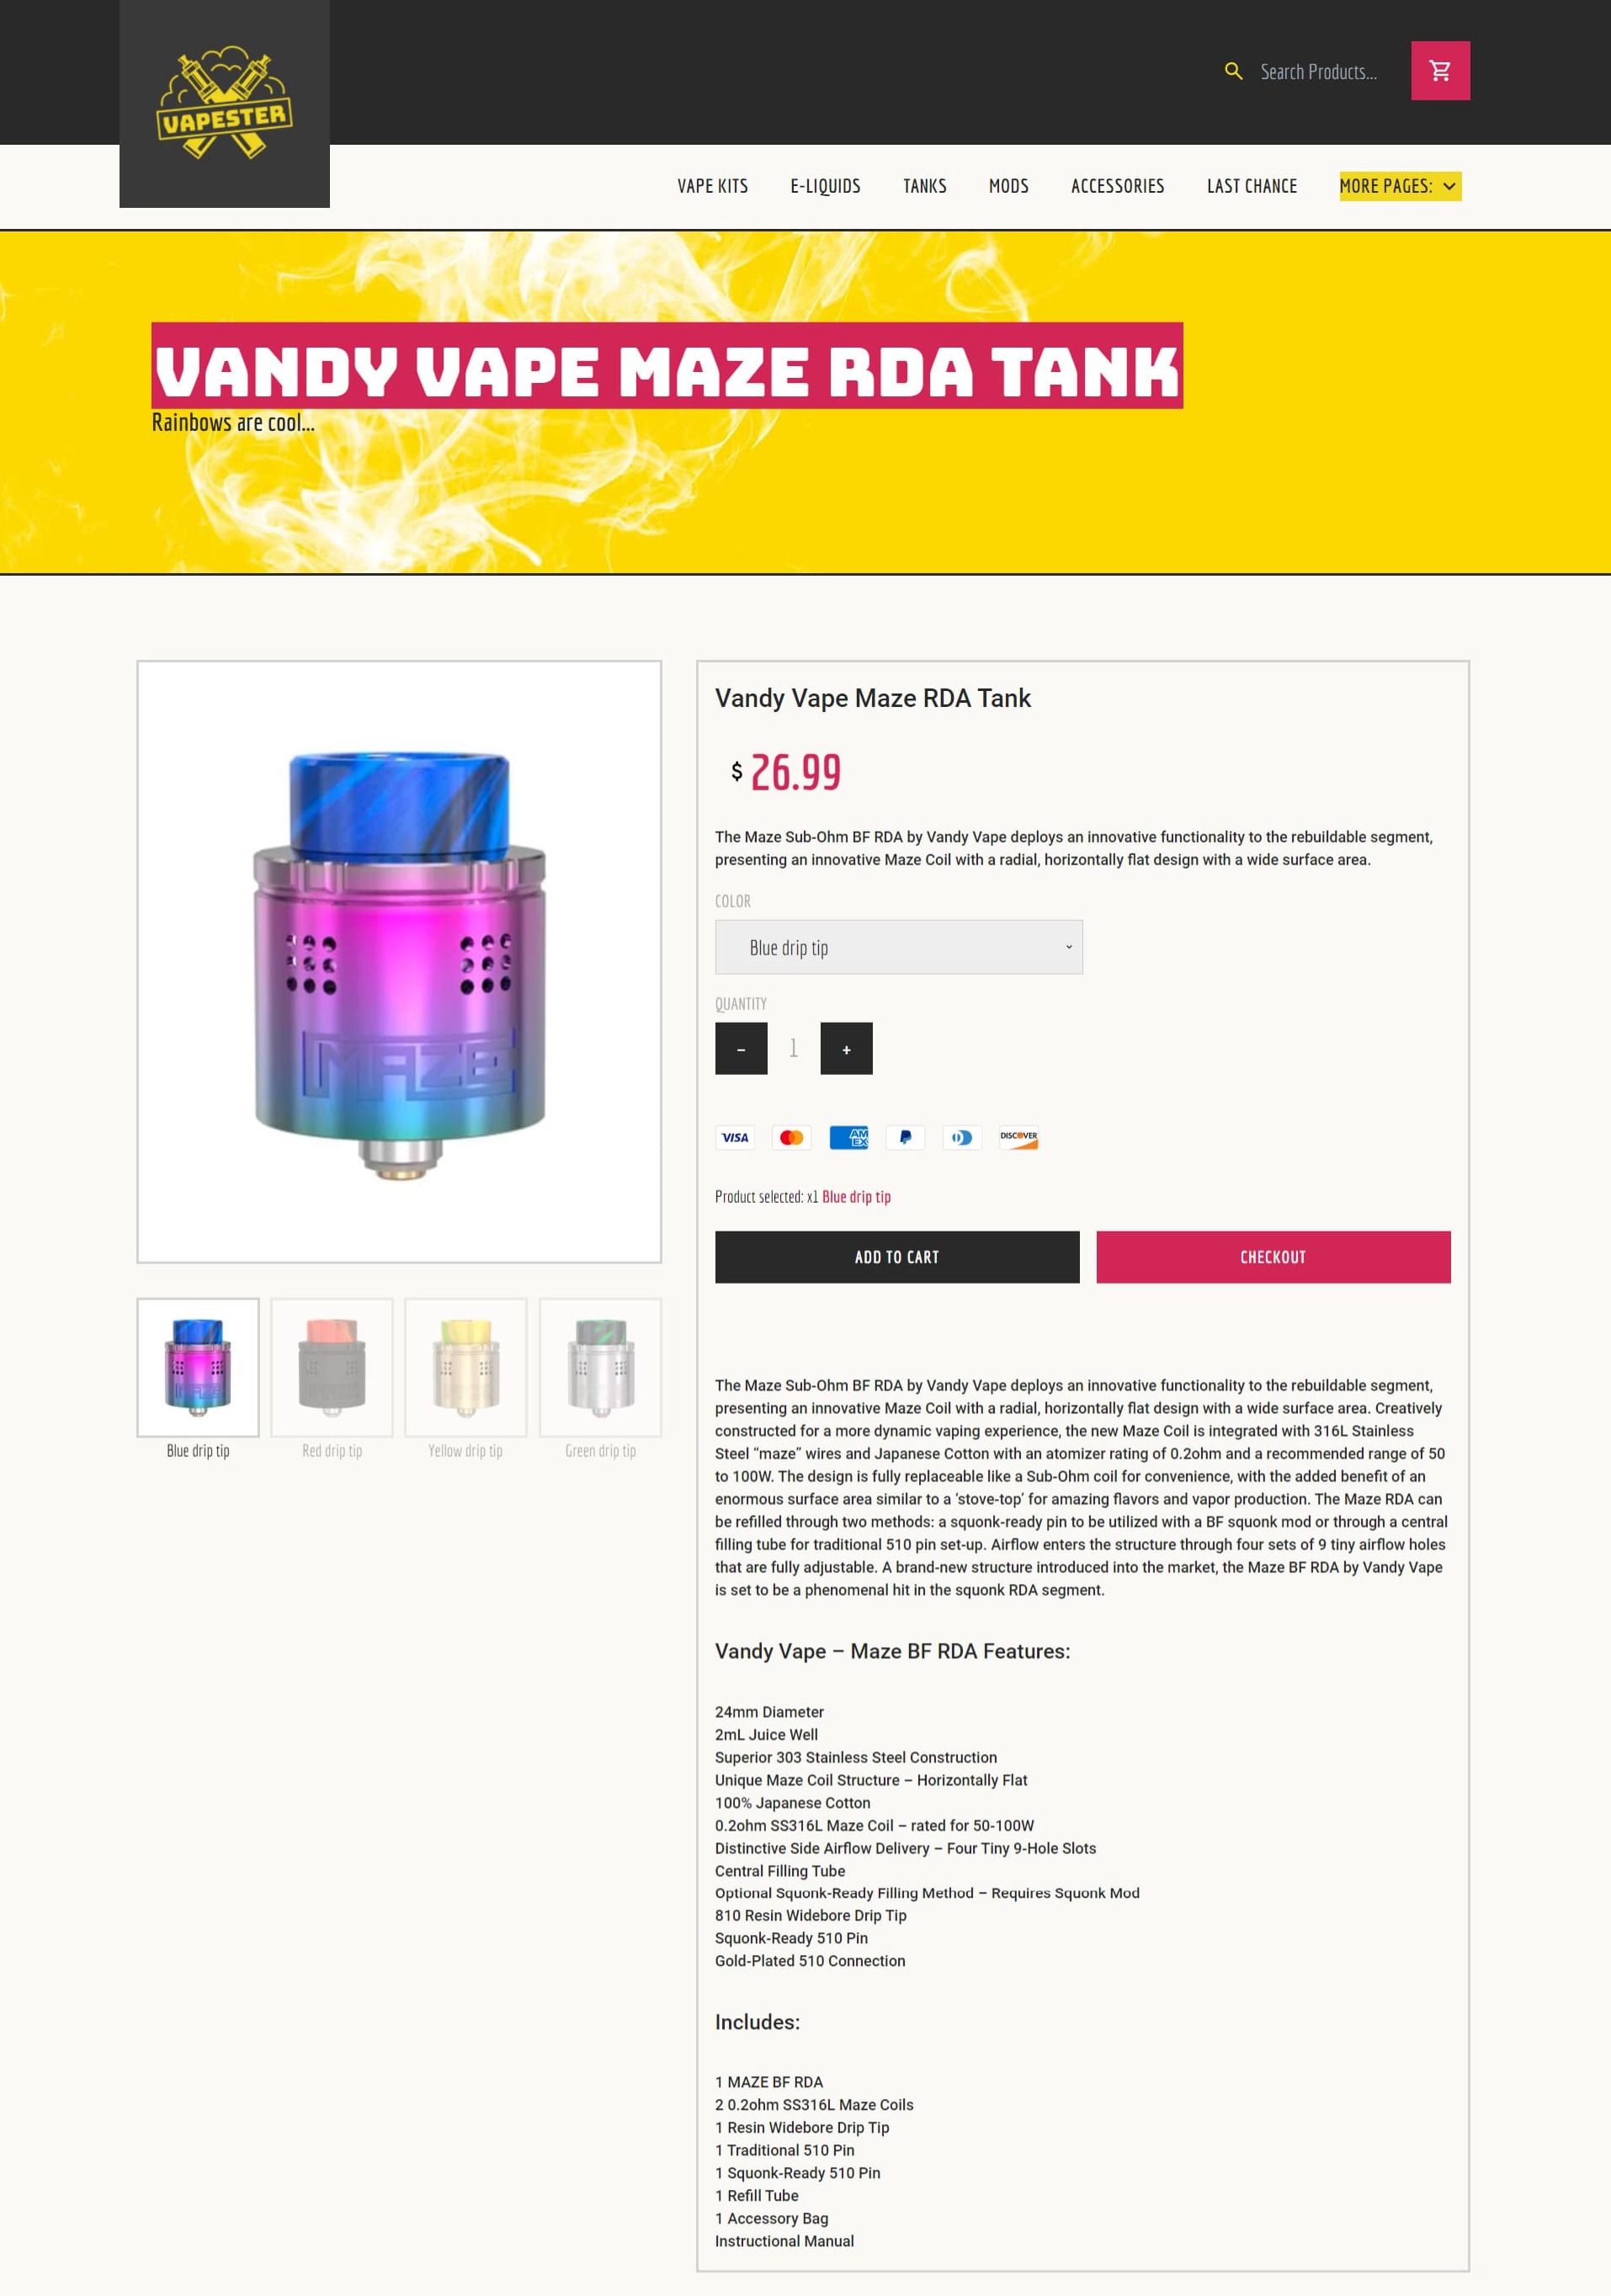 VAPESTER
Search Products...
VAPE KITS
E-LIQUIDS
TANKS
MODS
ACCESSORIES
LAST CHANCE
MORE PAGES:
VANDY VAPE MAZE RDA TANK
Rainbows are cool...
MAZE
Vandy Vape Maze RDA Tank
$ 26.99
The Maze Sub-Ohm BF RDA by Vandy Vape deploys an innovative functionality to the rebuildable segment,
presenting an innovative Maze Coil with a radial, horizontally flat design with a wide surface area.
COLOR
Blue drip tip
QUANTITY
– 1 +
VISA AM EX DISCOVER
Product selected: x1 Blue drip tip
ADD TO CART
CHECKOUT
Blue drip tip
Red drip tip
Yellow drip tip
Green drip tip
The Maze Sub-Ohm BF RDA by Vandy Vape deploys an innovative functionality to the rebuildable segment,
presenting an innovative Maze Coil with a radial, horizontally flat design with a wide surface area. Creatively
constructed for a more dynamic vaping experience, the new Maze Coil is integrated with 316L Stainless
Steel “maze” wires and Japanese Cotton with an atomizer rating of 0.2ohm and a recommended range of 50
to 100W. The design is fully replaceable like a Sub-Ohm coil for convenience, with the added benefit of an
enormous surface area similar to a ‘stove-top’ for amazing flavors and vapor production. The Maze RDA can
be refilled through two methods: a squonk-ready pin to be utilized with a BF squonk mod or through a central
filling tube for traditional 510 pin set-up. Airflow enters the structure through four sets of 9 tiny airflow holes
that are fully adjustable. A brand-new structure introduced into the market, the Maze BF RDA by Vandy Vape
is set to be a phenomenal hit in the squonk RDA segment.
Vandy Vape – Maze BF RDA Features:
24mm Diameter
2mL Juice Well
Superior 303 Stainless Steel Construction
Unique Maze Coil Structure – Horizontally Flat
100% Japanese Cotton
0.2ohm SS316L Maze Coil – rated for 50-100W
Distinctive Side Airflow Delivery – Four Tiny 9-Hole Slots
Central Filling Tube
Optional Squonk-Ready Filling Method – Requires Squonk Mod
810 Resin Widebore Drip Tip
Squonk-Ready 510 Pin
Gold-Plated 510 Connection
Includes:
1 MAZE BF RDA
2 0.2ohm SS316L Maze Coils
1 Resin Widebore Drip Tip
1 Traditional 510 Pin
1 Squonk-Ready 510 Pin
1 Refill Tube
1 Accessory Bag
Instructional Manual